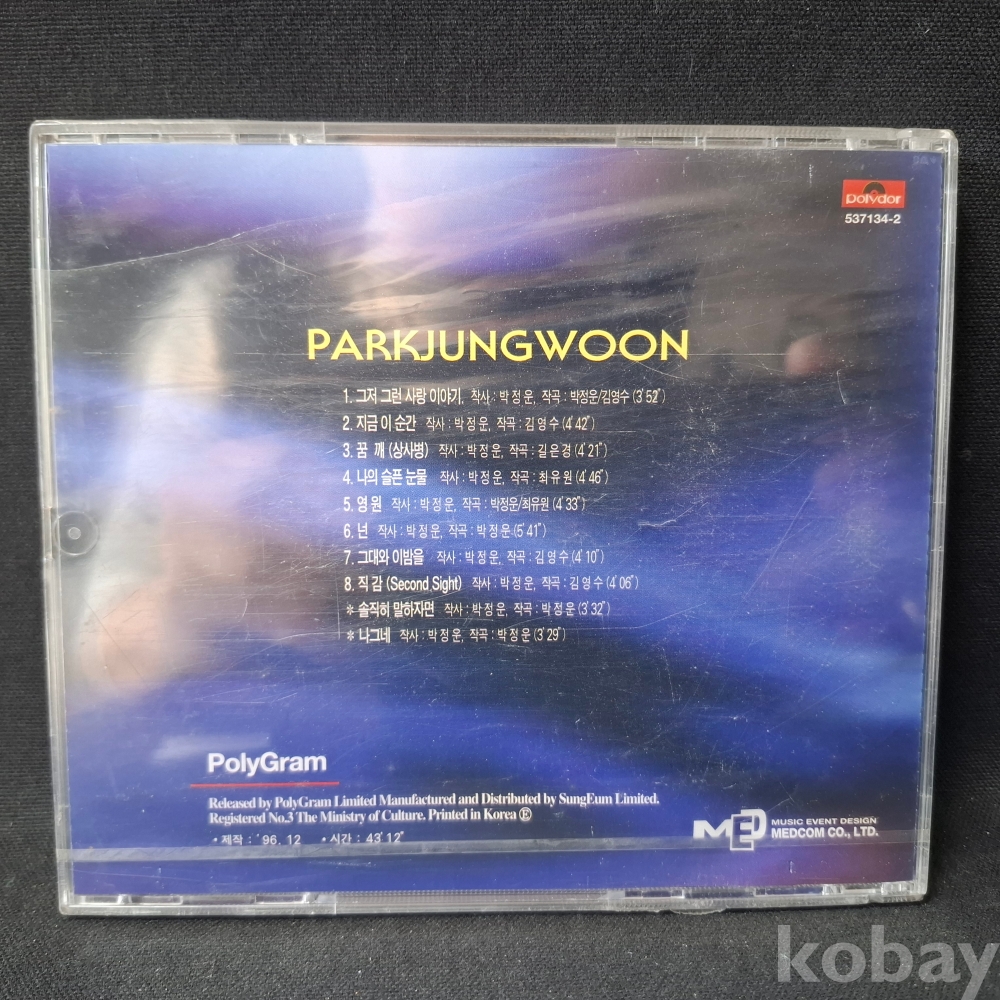 polydor
537134-2
PARKJUNGWOON
1. 그저 그런 사랑 이야기, 작사 : 박정운, 작곡 : 박정운/김영수 (3'52")
2. 지금 이 순간 작사 : 박정운, 작곡 : 김영수 (4'42")
3. 꿈 깨 (상사병) 작사 : 박정운, 작곡 : 길은경 (4'21")
4. 나의 슬픈 눈물 작사 : 박정운, 작곡 : 최유원 (4'46")
5. 영원 작사 : 박정운, 작곡 : 박정운/최유원 (4'33")
6. 넌 작사 : 박정운, 작곡 : 박정운 (5'41")
7. 그대와 이밤을 작사 : 박정운, 작곡 : 김영수 (4'10")
8. 직감 (Second Sight) 작사 : 박정운, 작곡 : 김영수 (4'06")
* 솔직히 말하자면 작사 : 박정운, 작곡 : 박정운 (3'32")
* 나그네 작사 : 박정운, 작곡 : 박정운 (3'29")
PolyGram
Released by PolyGram Limited Manufactured and Distributed by SungEum Limited.
Registered No.3 The Ministry of Culture. Printed in Korea Ⓔ
• 제작 : '96. 12 • 시간 : 43'12"
MED MUSIC EVENT DESIGN
MEDCOM CO., LTD.
kobay